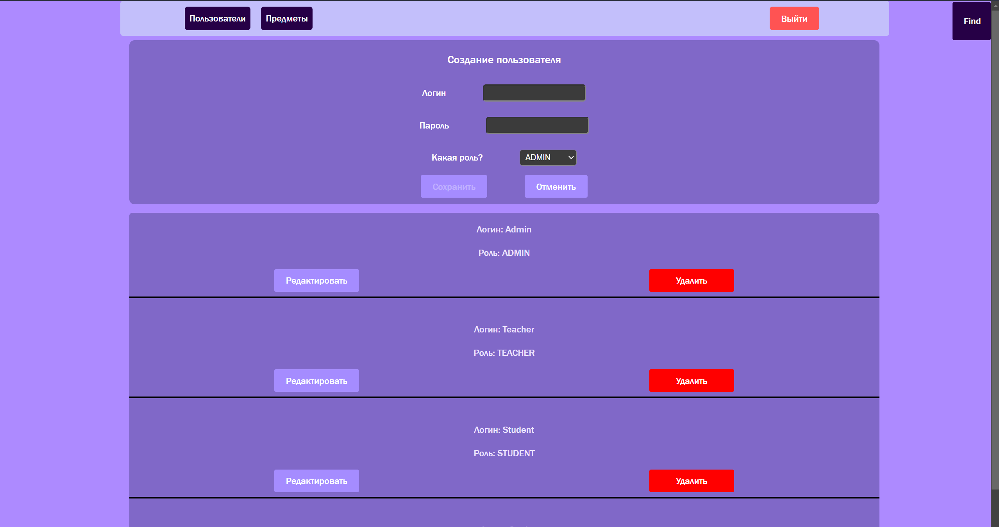 Пользователи Предметы Выйти Find
Создание пользователя
Логин
Пароль
Какая роль? ADMIN
Сохранить Отменить
Логин: Admin
Роль: ADMIN
Редактировать Удалить
Логин: Teacher
Роль: TEACHER
Редактировать Удалить
Логин: Student
Роль: STUDENT
Редактировать Удалить